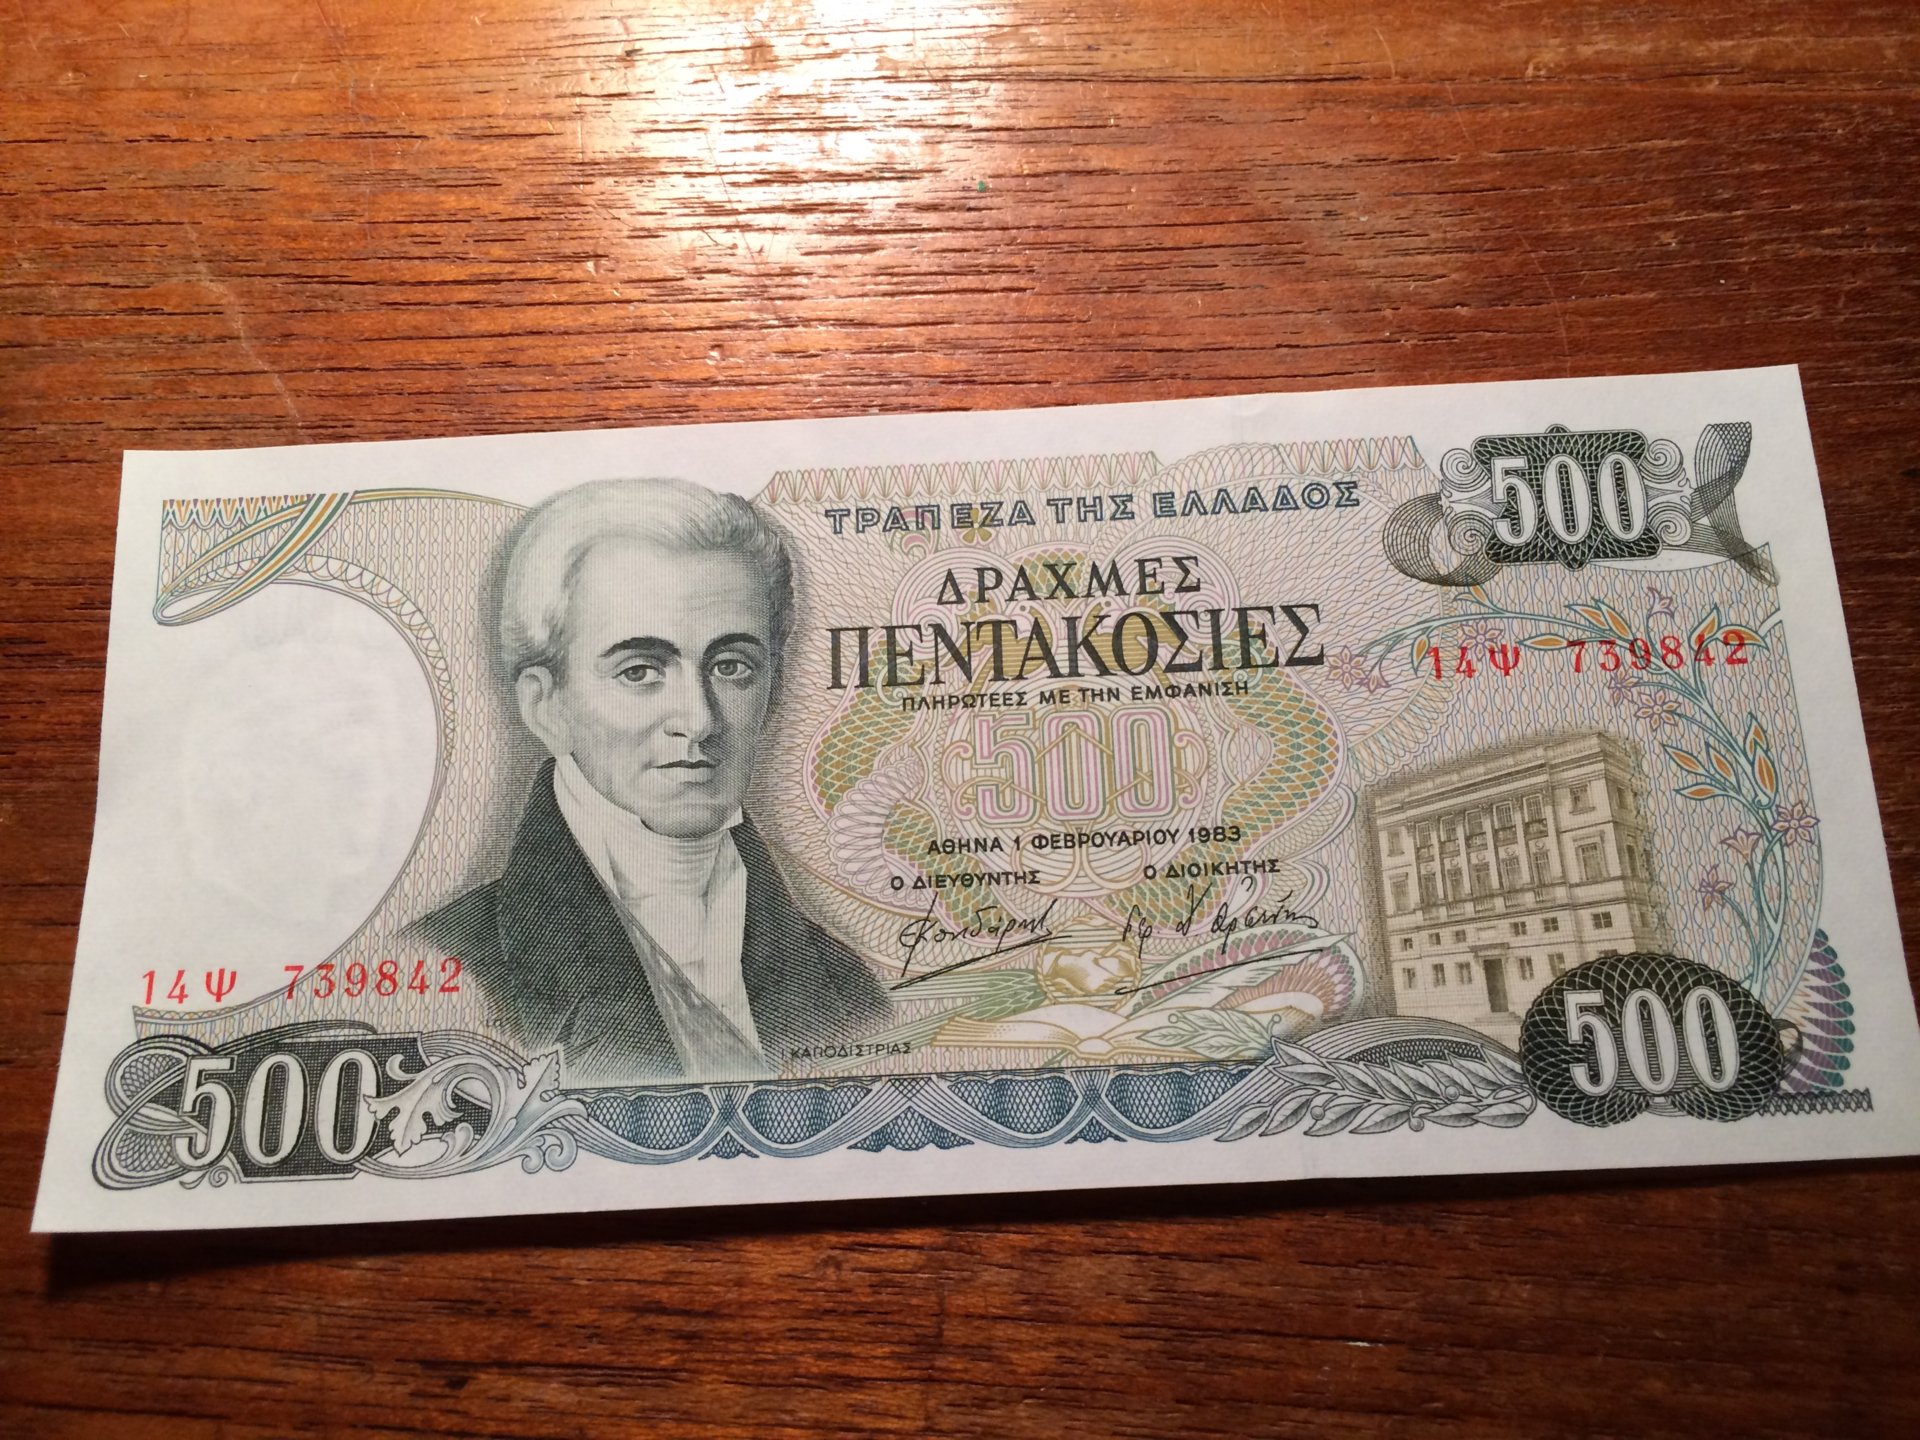 ΤΡΑΠΕΖΑ ΤΗΣ ΕΛΛΑΔΟΣ
500
ΔΡΑΧΜΕΣ
ΠΕΝΤΑΚΟΣΙΕΣ
14Ψ 739842
ΠΛΗΡΩΤΕΕΣ ΜΕ ΤΗΝ ΕΜΦΑΝΙΣΗ
500
ΑΘΗΝΑ 1 ΦΕΒΡΟΥΑΡΙΟΥ 1983
Ο ΔΙΕΥΘΥΝΤΗΣ Ο ΔΙΟΙΚΗΤΗΣ
14Ψ 739842
Ι. ΚΑΠΟΔΙΣΤΡΙΑΣ
500
500